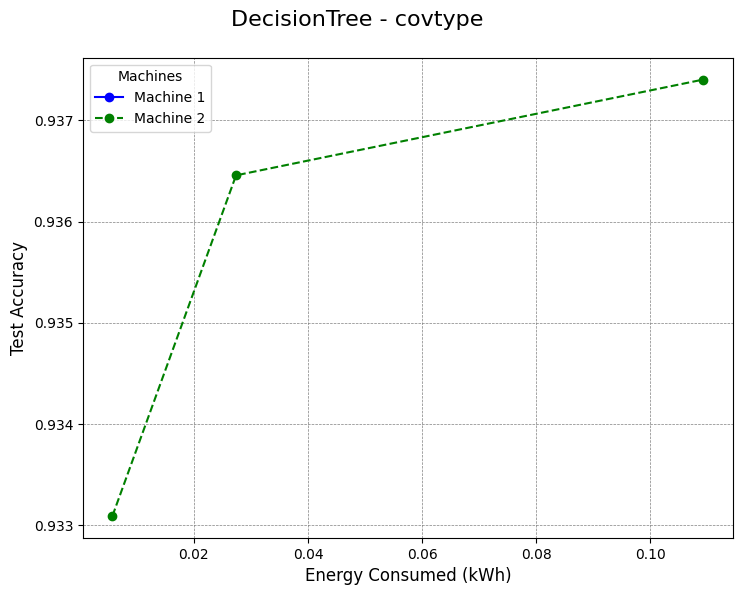 DecisionTree - covtype
Machines
Machine 1
Machine 2
Test Accuracy
0.937
0.936
0.935
0.934
0.933
0.02
0.04
0.06
0.08
0.10
Energy Consumed (kWh)